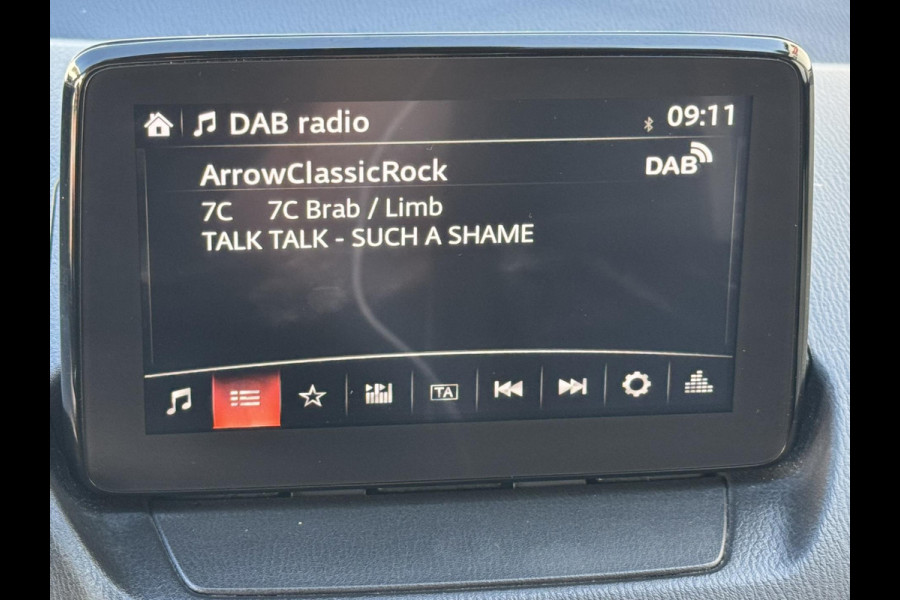 DAB radio 09:11
ArrowClassicRock DAB
7C 7C Brab / Limb
TALK TALK - SUCH A SHAME
TA